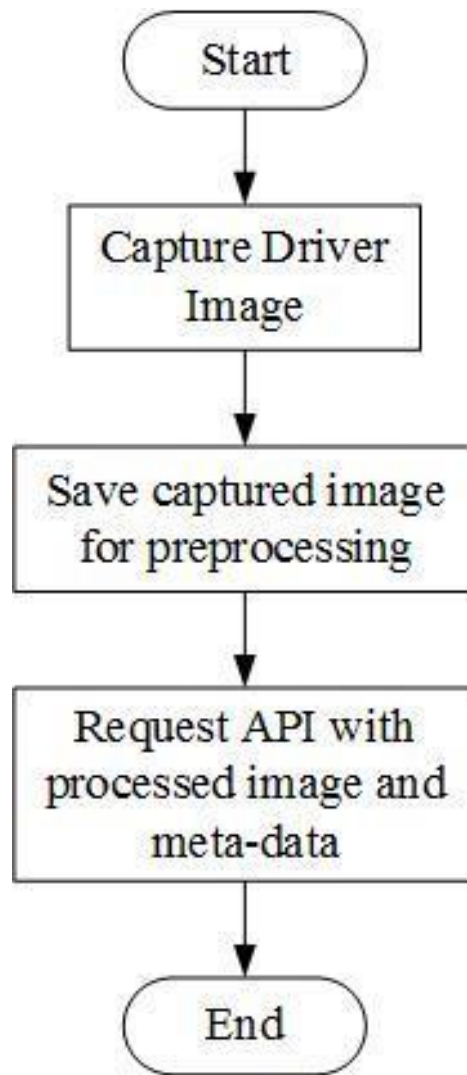 Start
Capture Driver
Image
Save captured image
for preprocessing
Request API with
processed image and
meta-data
End